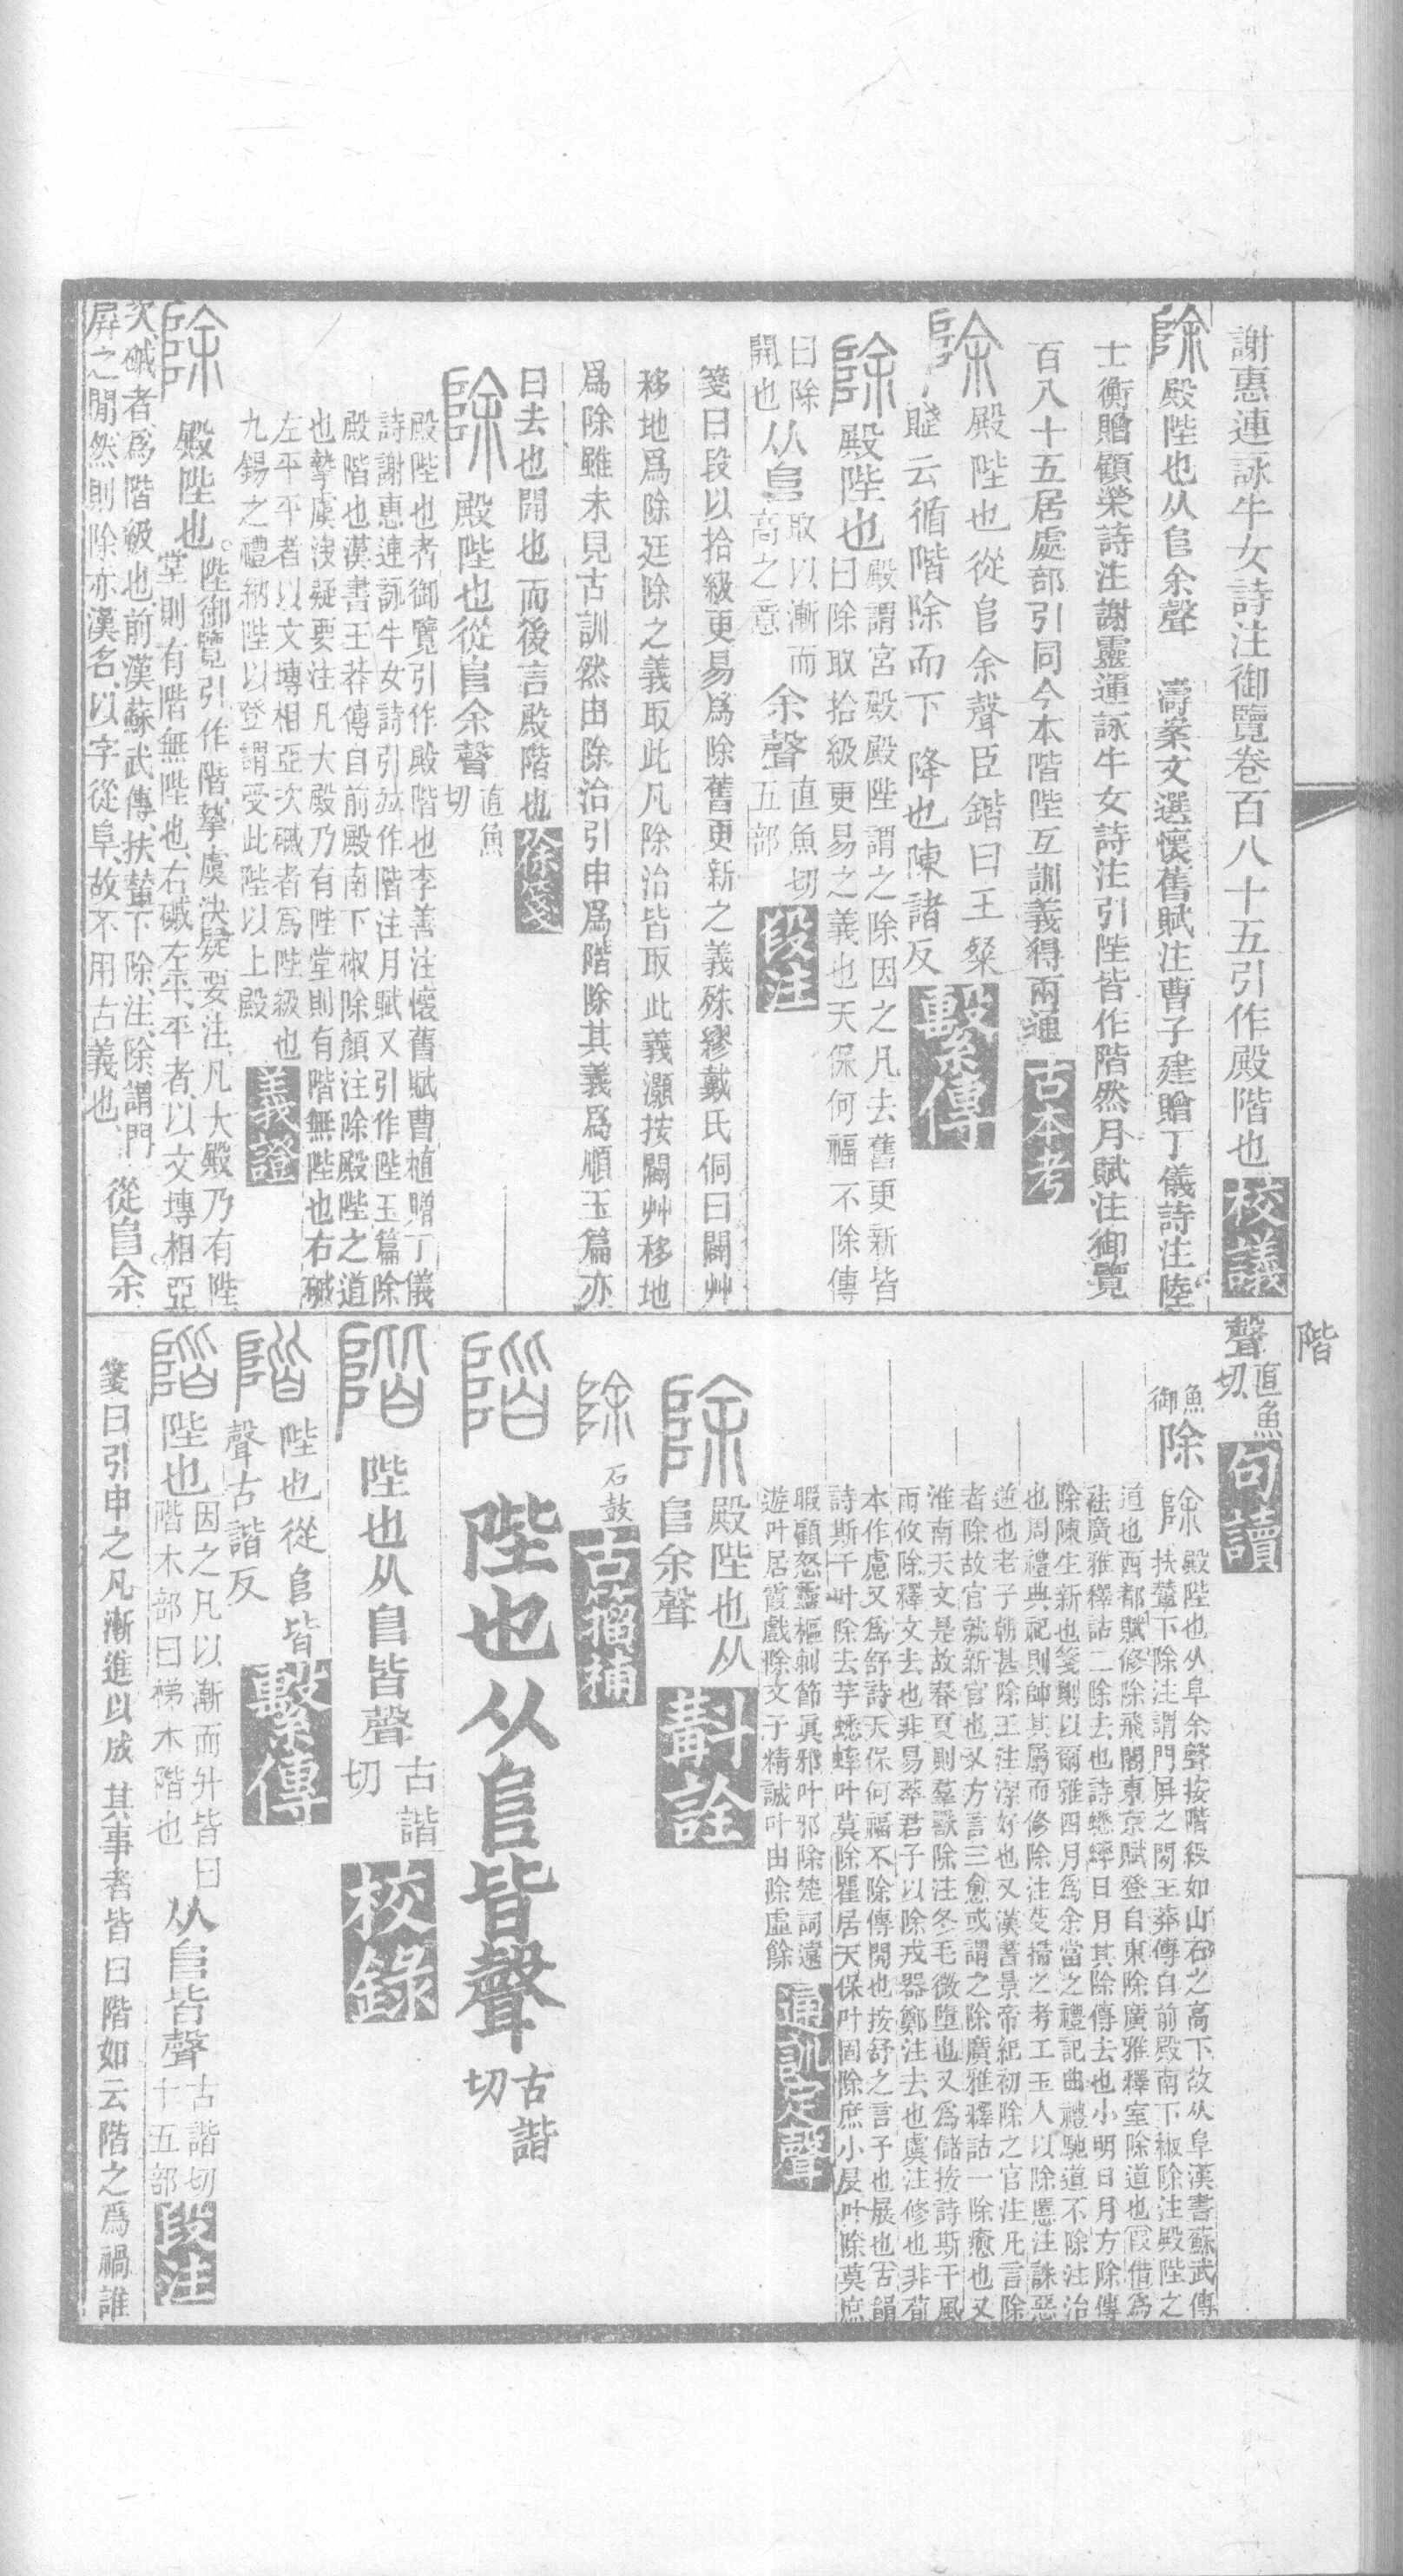 謝惠連詠牛女詩注御覽卷百八十五引作殿階也校議
除殿陛也从𨸏余聲　濤案文選懷舊賦注曹子建贈丁儀詩注陸
士衡贈顧榮詩注謝靈運詠牛女詩注引陛皆作階然月賦注御覽
百八十五居處部引同今本階陛互訓義得兩通古本考
除殿陛也從𨸏余聲臣鍇曰王粲
賦云循階除而下降也陳諸反繫傳
除殿陛也
殿謂宮殿殿陛謂之除因之凡去舊更新皆
曰除取拾級更易之義也天保何福不除傳
曰除敢以漸而
開也从𨸏高之意
余聲
直魚切
五部
段注
箋曰段以拾級更易爲除舊更新之義殊繆戴氏侗曰闢艸
移地爲除廷除之義取此凡除治皆取此義灝按闢艸移地
爲除雖未見古訓然由除治引申爲階除其義爲順玉篇亦
曰去也開也而後言殿階也徐箋
除殿陛也從𨸏余聲
直魚
切
殿陛也者御覽引作殿階也李善注懷舊賦曹植贈丁儀
詩謝惠連詠牛女詩引竝作階注月賦又引作陛玉篇除
殿階也漢書王莽傳自前殿南下椒除顏注除殿陛之道
也摯虞決疑要注凡大殿乃有陛堂則有階無陛也右磩
左平平者以文塼相亞次磩者爲陛級也
九錫之禮納陛以登謂受此陛以上殿
義證
除殿陛也
陛御覽引作階摯虞決疑要注凡大殿乃有陛
堂則有階無陛也右磩左平平者以文塼相亞
次磩者爲階級也前漢蘇武傳扶輦下除注除謂門
屏之閒然則除亦漢名以字從阜故不用古義也
從𨸏余
聲
直魚
切
句讀
魚
御
除
除殿陛也从阜余聲按階級如山石之高下故从阜漢書蘇武傳
扶輦下除注謂門屏之閒王莽傳自前殿南下椒除注殿陛之
道也西都賦修除飛閣東京賦登自東除廣雅釋室除道也叚借爲
祛廣雅釋詁二除去也詩蟋蟀日月其除傳去也小明日月方除傳
除陳生新也箋則以爾雅四月爲余當之禮記曲禮馳道不除注治
也周禮典祀則帥其屬而修除注芟掃之考工玉人以除慝注誅惡
逆也老子朝甚除王注潔好也又漢書景帝紀初除之官注凡言除
者除故官就新官也又方言三愈或謂之除廣雅釋詁一除瘉也又
淮南天文是故春夏則羣獸除注冬毛微墮也又爲儲按詩斯干風
雨攸除釋文去也非易萃君子以除戎器鄭注去也虞注修也非荀
本作慮又爲舒詩天保何福不除傳開也按舒之言予也展也古韻
詩斯干叶除去芋蟋蟀叶莫除瞿居天保叶固除庶小晁叶除莫庶
暇顧怒靈樞刺節真邪叶邪除楚詞遠
遊叶居霞戲除文子精誠叶由除虛餘
通訓定聲
除
殿陛也从
𨸏余聲
斠詮
除石鼓古籀補
階
階陛也从𨸏皆聲
古諧
切
階陛也从𨸏皆聲
古諧
切
校錄
階陛也從𨸏皆
聲古諧反
繫傳
階陛也
因之凡以漸而升皆曰
階木部曰梯木階也
从𨸏皆聲
古諧切
十五部
段注
箋曰引申之凡漸進以成其事者皆曰階如云階之爲禍誰